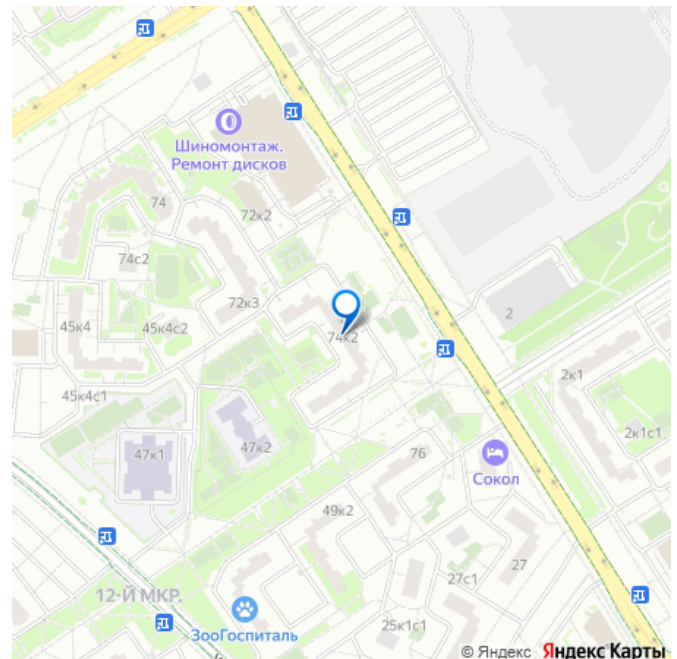 Шиномонтаж.
Ремонт дисков
74
72к2
74с2
72к3
45к4
45к4с2
74к2
2
45к4с1
2к1
47к1
47к2
76
2к1с1
Сокол
49к2
27
27с1
12-Й МКР.
ЗооГоспиталь
25к1с1
© Яндекс Яндекс Карты